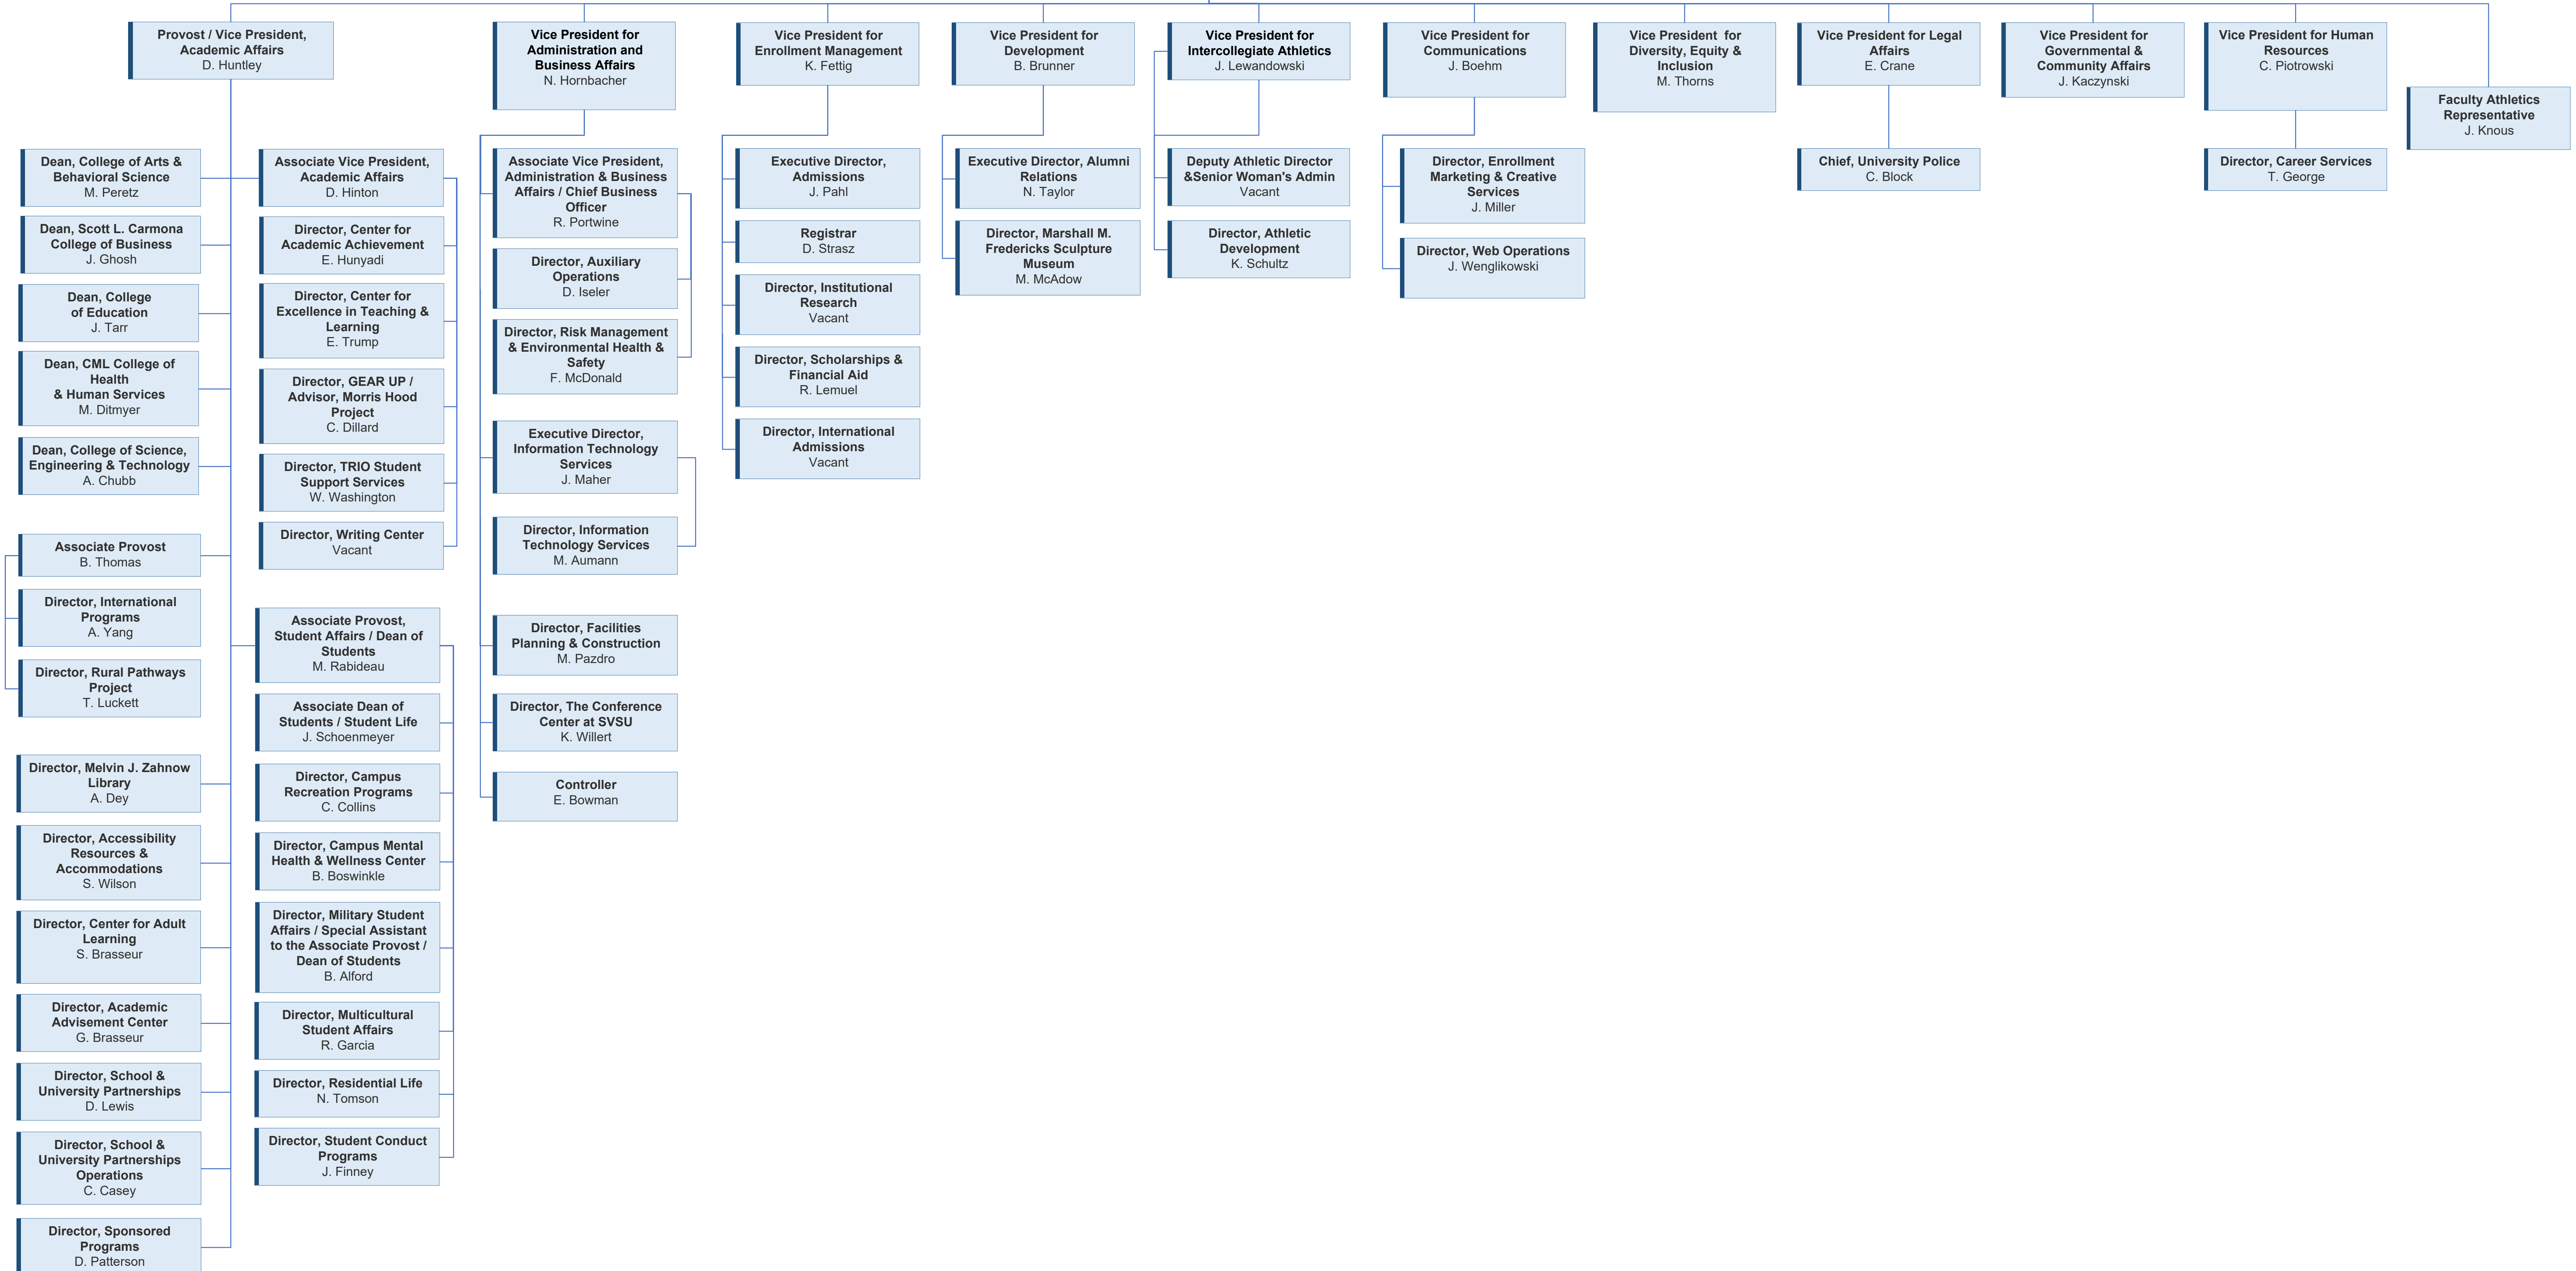 Provost / Vice President,
Academic Affairs
D. Huntley
Vice President for
Administration and
Business Affairs
N. Hornbacher
Vice President for
Enrollment Management
K. Fettig
Vice President for
Development
B. Brunner
Vice President for
Intercollegiate Athletics
J. Lewandowski
Vice President for
Communications
J. Boehm
Vice President for
Diversity, Equity &
Inclusion
M. Thorns
Vice President for Legal
Affairs
E. Crane
Vice President for
Governmental &
Community Affairs
J. Kaczynski
Vice President for Human
Resources
C. Piotrowski
Faculty Athletics
Representative
J. Knous
Dean, College of Arts &
Behavioral Science
M. Peretz
Dean, Scott L. Carmona
College of Business
J. Ghosh
Dean, College
of Education
J. Tarr
Dean, CML College of
Health
& Human Services
M. Ditmyer
Dean, College of Science,
Engineering & Technology
A. Chubb
Associate Provost
B. Thomas
Director, International
Programs
A. Yang
Director, Rural Pathways
Project
T. Luckett
Director, Melvin J. Zahnow
Library
A. Dey
Director, Accessibility
Resources &
Accommodations
S. Wilson
Director, Center for Adult
Learning
S. Brasseur
Director, Academic
Advisement Center
G. Brasseur
Director, School &
University Partnerships
D. Lewis
Director, School &
University Partnerships
Operations
C. Casey
Director, Sponsored
Programs
D. Patterson
Associate Vice President,
Academic Affairs
D. Hinton
Director, Center for
Academic Achievement
E. Hunyadi
Director, Center for
Excellence in Teaching &
Learning
E. Trump
Director, GEAR UP /
Advisor, Morris Hood
Project
C. Dillard
Director, TRIO Student
Support Services
W. Washington
Director, Writing Center
Vacant
Associate Provost,
Student Affairs / Dean of
Students
M. Rabideau
Associate Dean of
Students / Student Life
J. Schoenmeyer
Director, Campus
Recreation Programs
C. Collins
Director, Campus Mental
Health & Wellness Center
B. Boswinkle
Director, Military Student
Affairs / Special Assistant
to the Associate Provost /
Dean of Students
B. Alford
Director, Multicultural
Student Affairs
R. Garcia
Director, Residential Life
N. Tomson
Director, Student Conduct
Programs
J. Finney
Associate Vice President,
Administration & Business
Affairs / Chief Business
Officer
R. Portwine
Director, Auxiliary
Operations
D. Iseler
Director, Risk Management
& Environmental Health &
Safety
F. McDonald
Executive Director,
Information Technology
Services
J. Maher
Director, Information
Technology Services
M. Aumann
Director, Facilities
Planning & Construction
M. Pazdro
Director, The Conference
Center at SVSU
K. Willert
Controller
E. Bowman
Executive Director,
Admissions
J. Pahl
Registrar
D. Strasz
Director, Institutional
Research
Vacant
Director, Scholarships &
Financial Aid
R. Lemuel
Director, International
Admissions
Vacant
Executive Director, Alumni
Relations
N. Taylor
Director, Marshall M.
Fredericks Sculpture
Museum
M. McAdow
Deputy Athletic Director
&Senior Woman's Admin
Vacant
Director, Athletic
Development
K. Schultz
Director, Enrollment
Marketing & Creative
Services
J. Miller
Director, Web Operations
J. Wenglikowski
Chief, University Police
C. Block
Director, Career Services
T. George